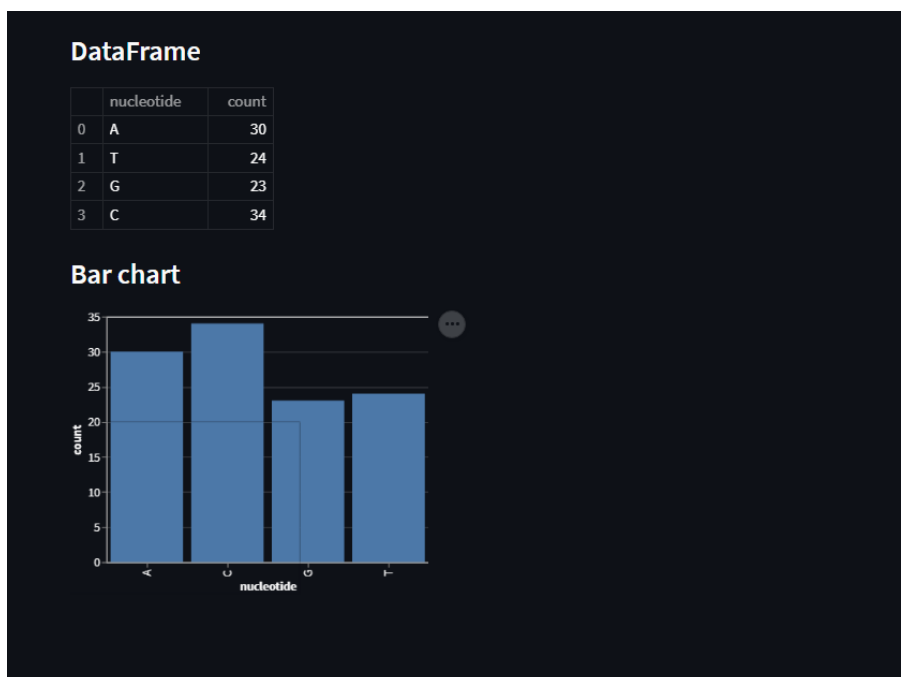 DataFrame
nucleotide count
0 A 30
1 T 24
2 G 23
3 C 34
Bar chart
35
30
25
20
15
10
5
0
count
A C G T
nucleotide